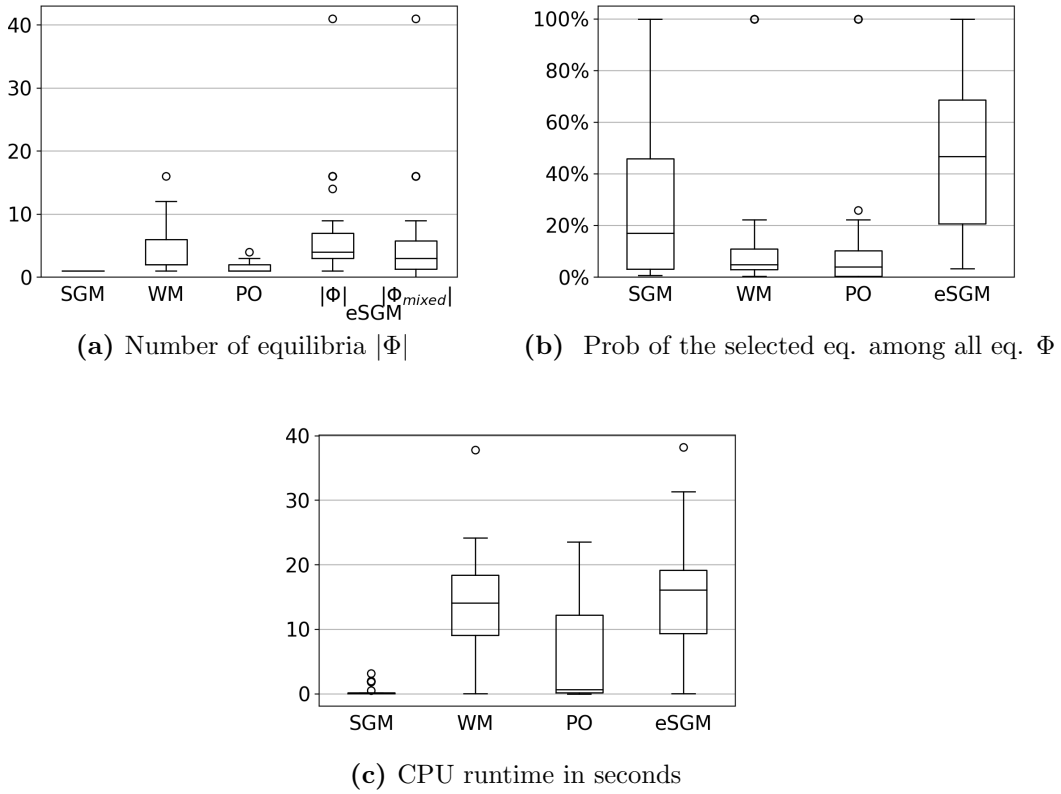 40
30
20
10
0
SGM WM PO |Φ| |Φmixed|
eSGM
(a) Number of equilibria |Φ|
100%
80%
60%
40%
20%
0%
SGM WM PO eSGM
(b) Prob of the selected eq. among all eq. Φ
40
30
20
10
0
SGM WM PO eSGM
(c) CPU runtime in seconds